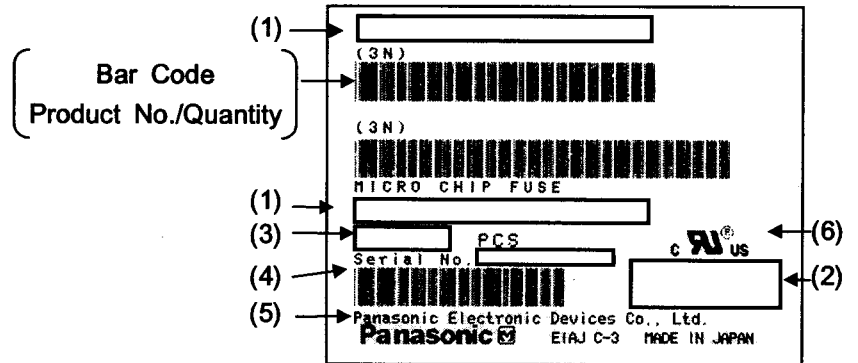 (1)
(3N)
Bar Code
Product No./Quantity
(3N)
MICRO CHIP FUSE
(1)
(3)
PCS
(6)
c RU® US
Serial No.
(4)
(2)
(5)
Panasonic Electronic Devices Co., Ltd.
Panasonic M EIAJ C-3 MADE IN JAPAN